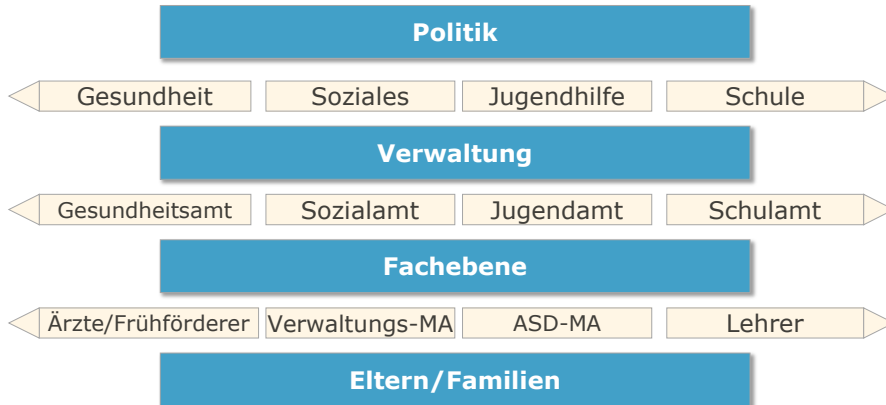 Politik
Gesundheit Soziales Jugendhilfe Schule
Verwaltung
Gesundheitsamt Sozialamt Jugendamt Schulamt
Fachebene
Ärzte/Frühförderer Verwaltungs-MA ASD-MA Lehrer
Eltern/Familien